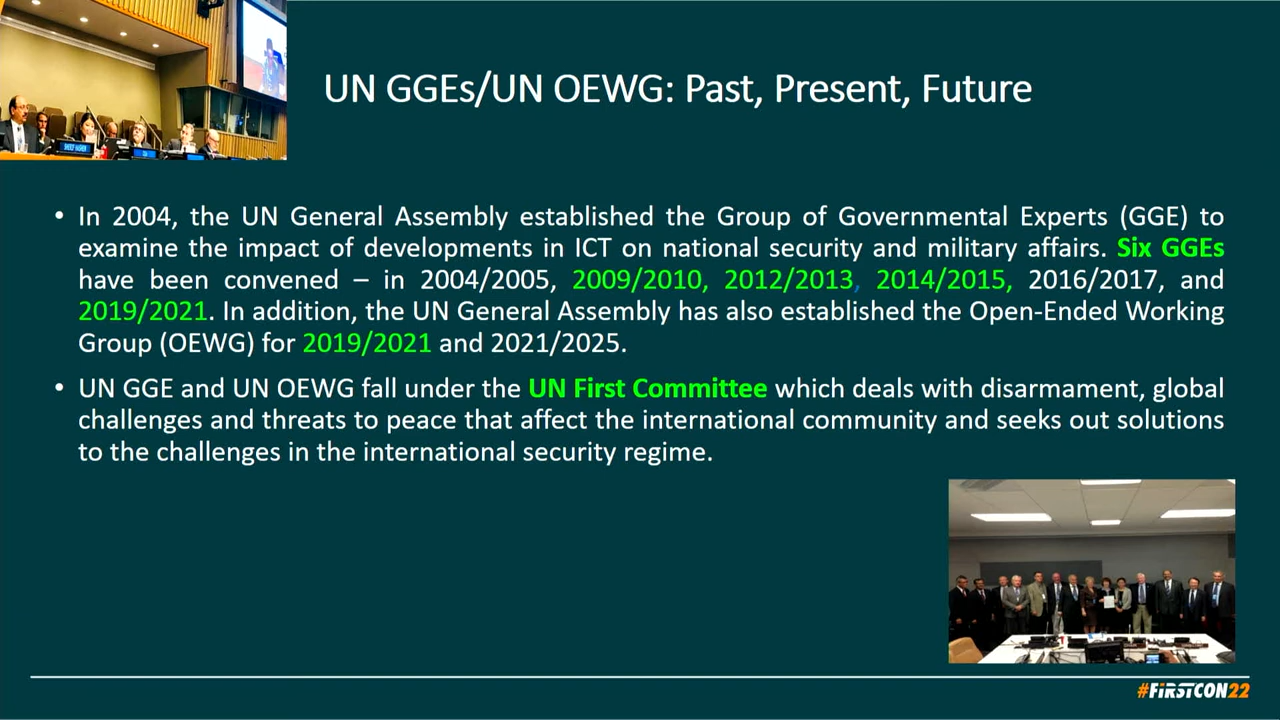 UN GGEs/UN OEWG: Past, Present, Future
• In 2004, the UN General Assembly established the Group of Governmental Experts (GGE) to
examine the impact of developments in ICT on national security and military affairs. Six GGEs
have been convened – in 2004/2005, 2009/2010, 2012/2013, 2014/2015, 2016/2017, and
2019/2021. In addition, the UN General Assembly has also established the Open-Ended Working
Group (OEWG) for 2019/2021 and 2021/2025.
• UN GGE and UN OEWG fall under the UN First Committee which deals with disarmament, global
challenges and threats to peace that affect the international community and seeks out solutions
to the challenges in the international security regime.
#FiRSTCON22